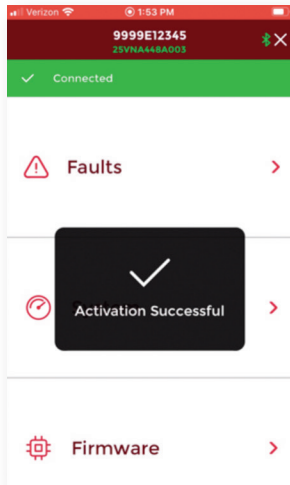 Verizon 1:53 PM
9999E12345
25VNA448A003
Connected
Faults
Activation Successful
Firmware